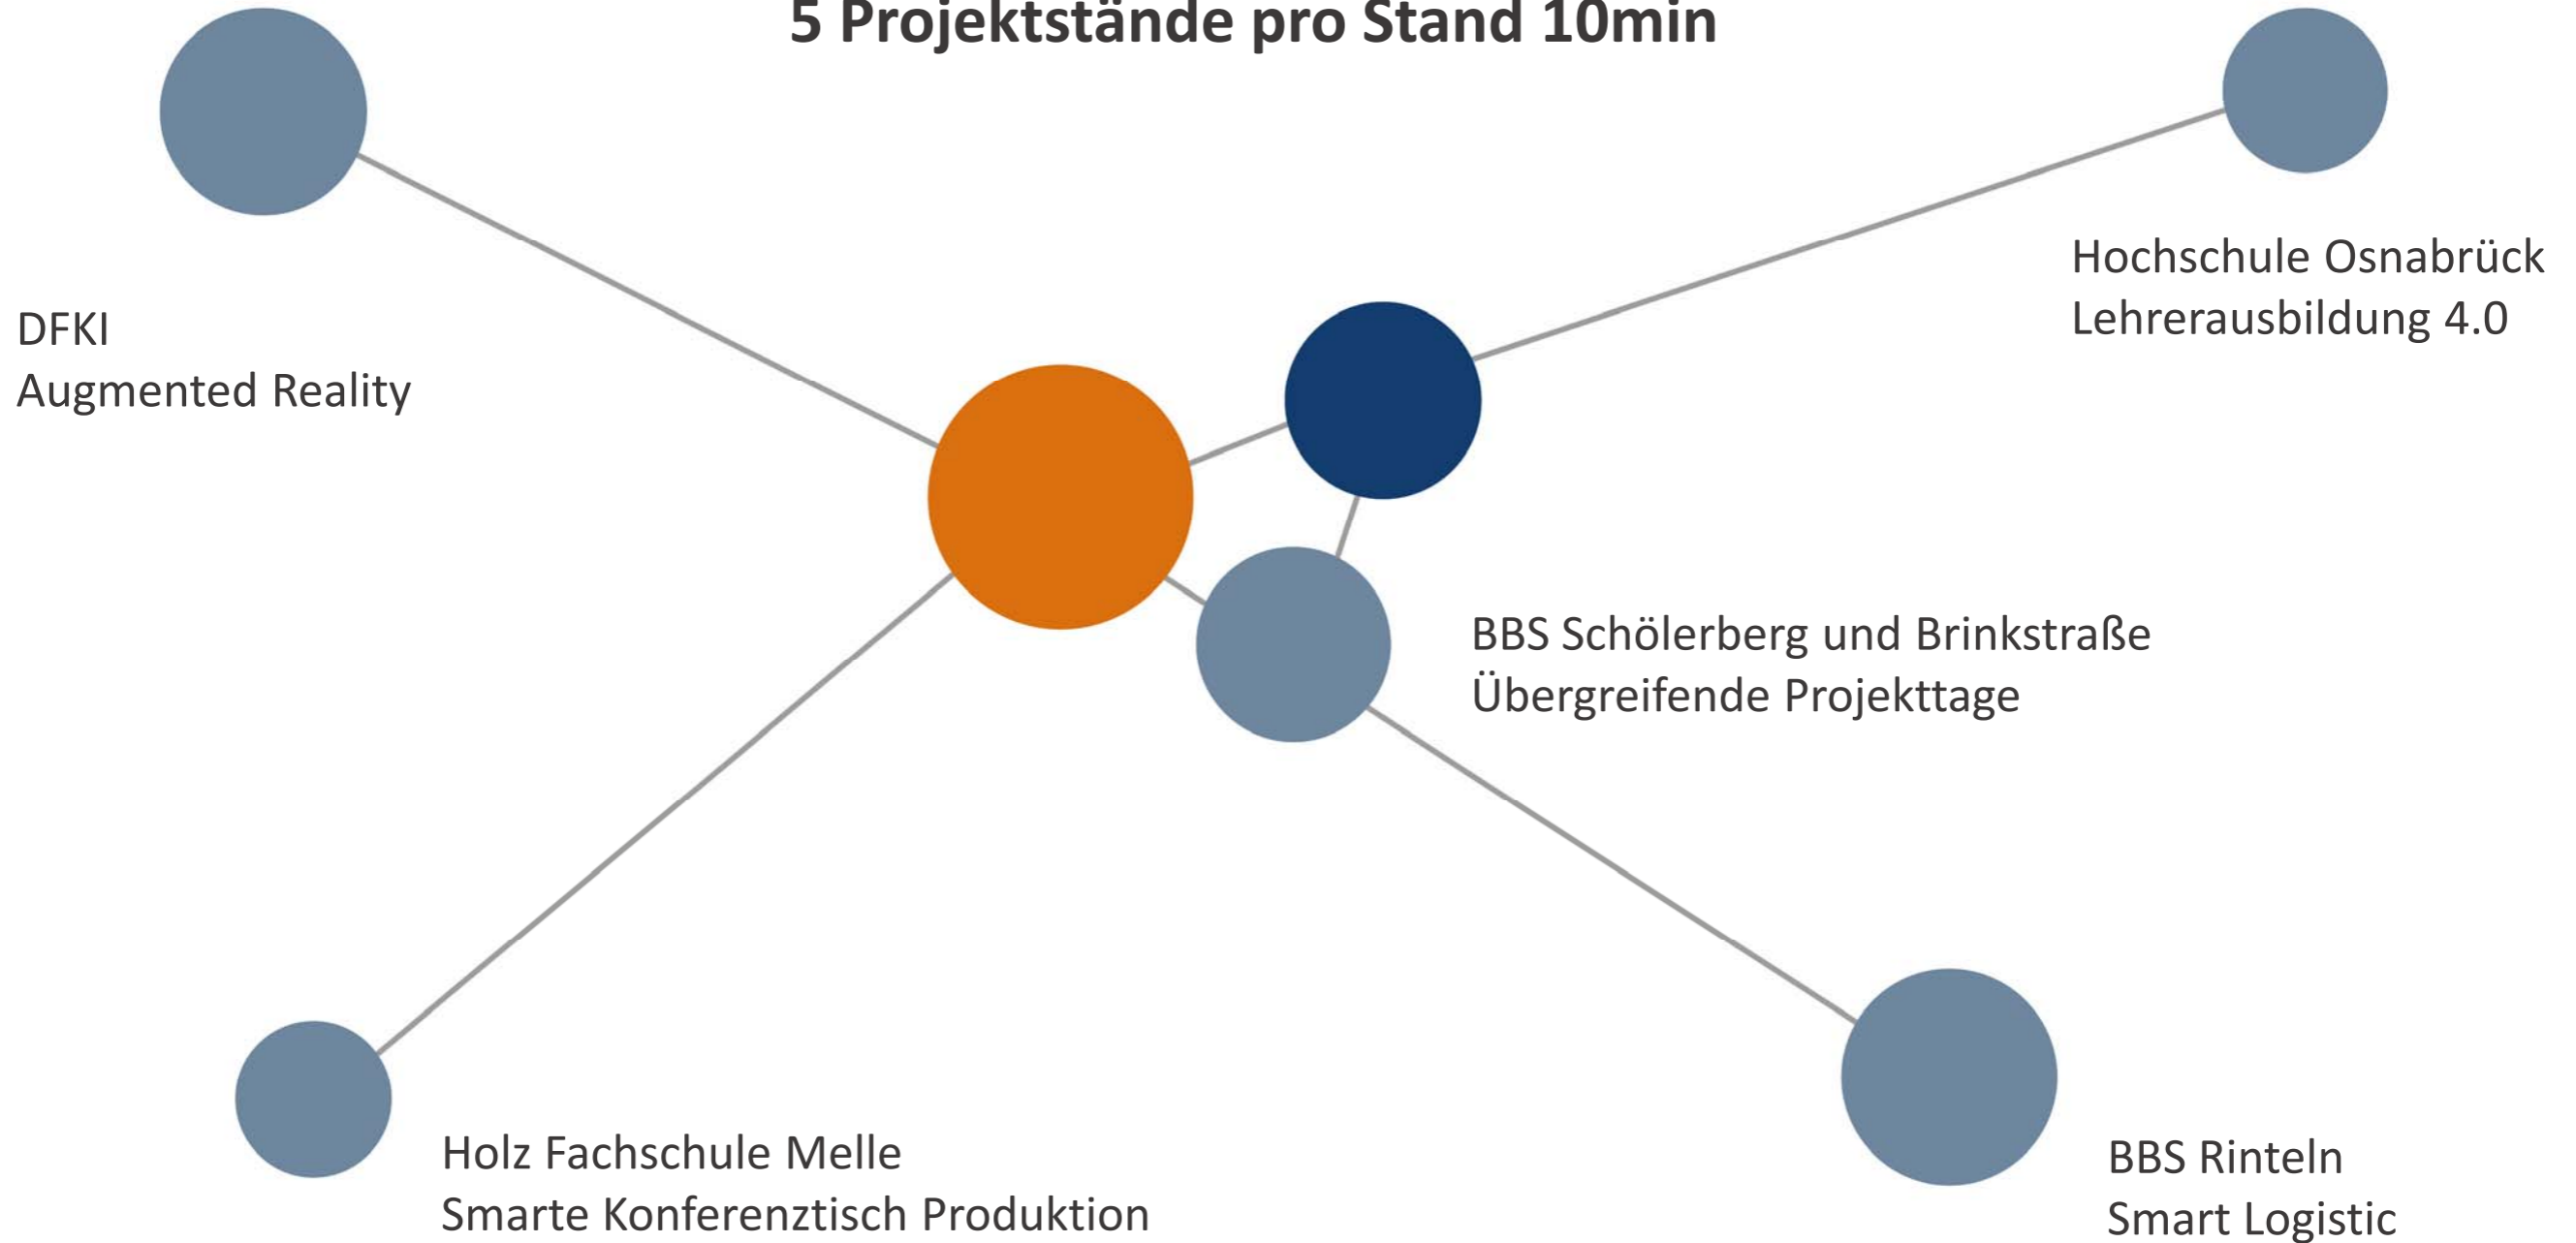 5 Projektstände pro Stand 10min
Hochschule Osnabrück
Lehrerausbildung 4.0
DFKI
Augmented Reality
BBS Schölerberg und Brinkstraße
Übergreifende Projekttage
Holz Fachschule Melle
Smarte Konferenztisch Produktion
BBS Rinteln
Smart Logistic